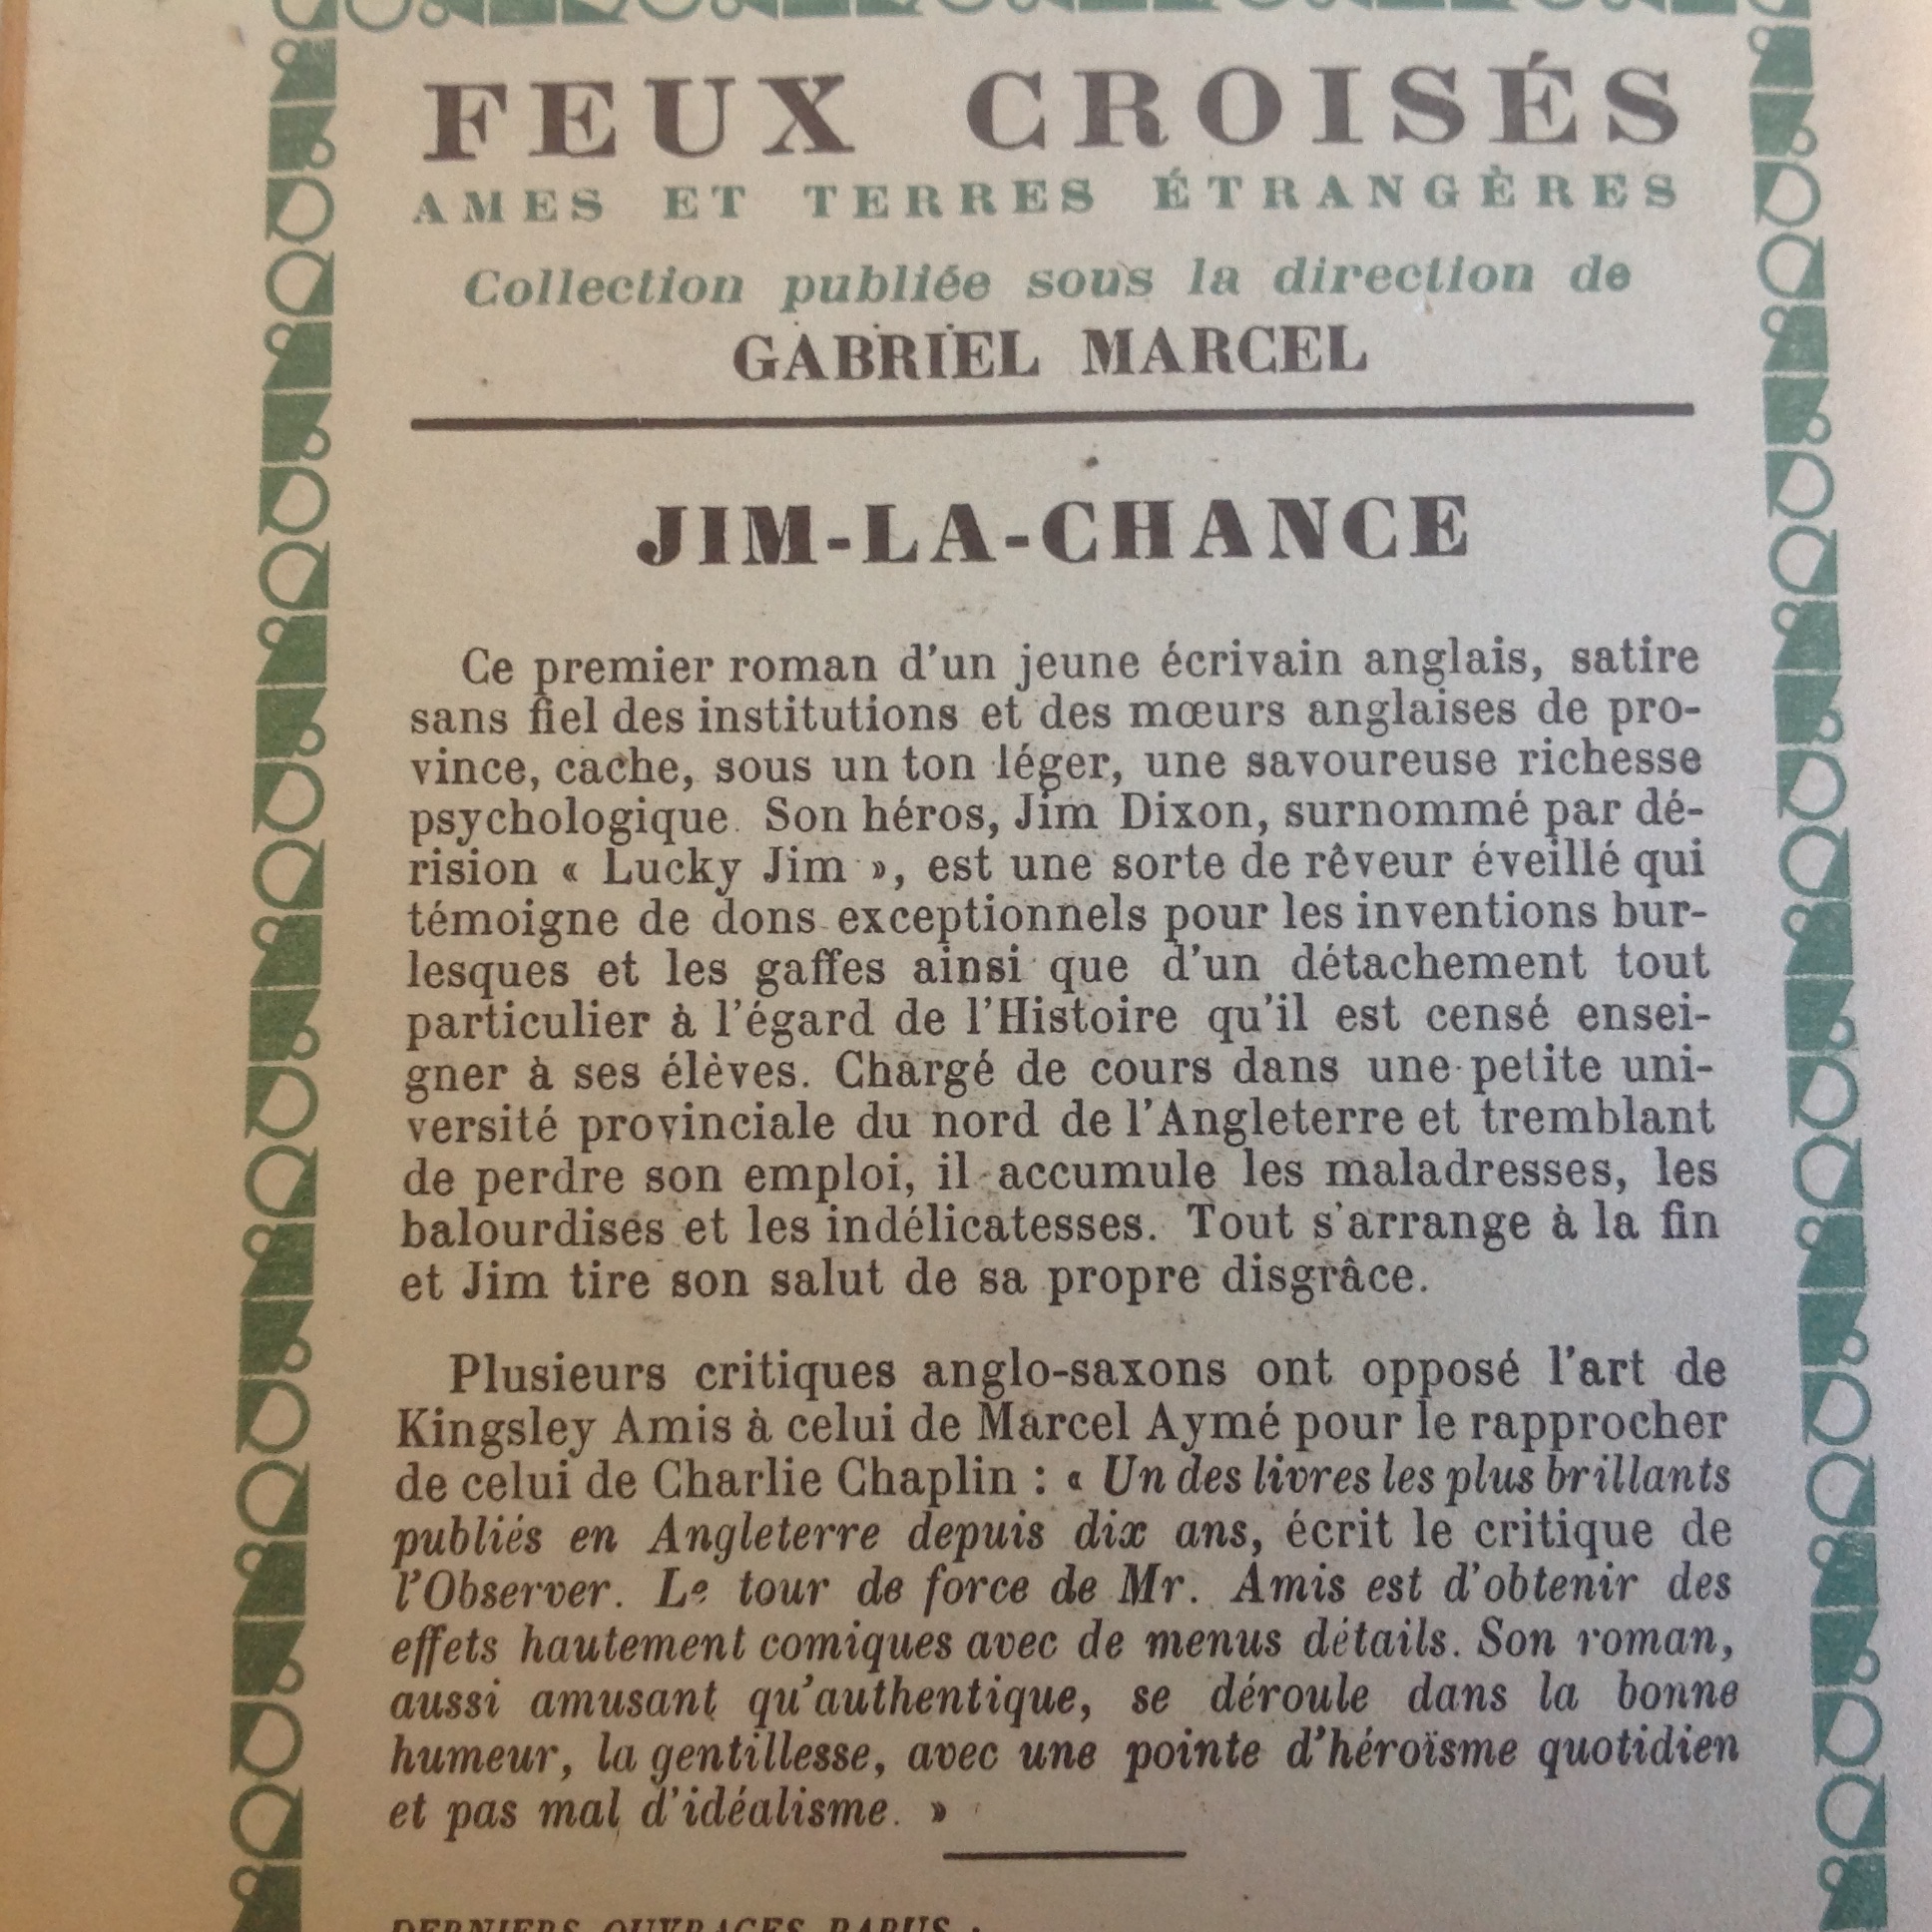 FEUX CROISÉS
AMES ET TERRES ÉTRANGÈRES
Collection publiée sous la direction de
GABRIEL MARCEL
JIM-LA-CHANCE
Ce premier roman d'un jeune écrivain anglais, satire
sans fiel des institutions et des mœurs anglaises de pro-
vince, cache, sous un ton léger, une savoureuse richesse
psychologique. Son héros, Jim Dixon, surnommé par dé-
rision « Lucky Jim », est une sorte de rêveur éveillé qui
témoigne de dons exceptionnels pour les inventions bur-
lesques et les gaffes ainsi que d'un détachement tout
particulier à l'égard de l'Histoire qu'il est censé ensei-
gner à ses élèves. Chargé de cours dans une petite uni-
versité provinciale du nord de l'Angleterre et tremblant
de perdre son emploi, il accumule les maladresses, les
balourdises et les indélicatesses. Tout s'arrange à la fin
et Jim tire son salut de sa propre disgrâce.
Plusieurs critiques anglo-saxons ont opposé l'art de
Kingsley Amis à celui de Marcel Aymé pour le rapprocher
de celui de Charlie Chaplin : « Un des livres les plus brillants
publiés en Angleterre depuis dix ans, écrit le critique de
l'Observer. Le tour de force de Mr. Amis est d'obtenir des
effets hautement comiques avec de menus détails. Son roman,
aussi amusant qu'authentique, se déroule dans la bonne
humeur, la gentillesse, avec une pointe d'héroïsme quotidien
et pas mal d'idéalisme. »
DERNIERS OUVRAGES PARUS :